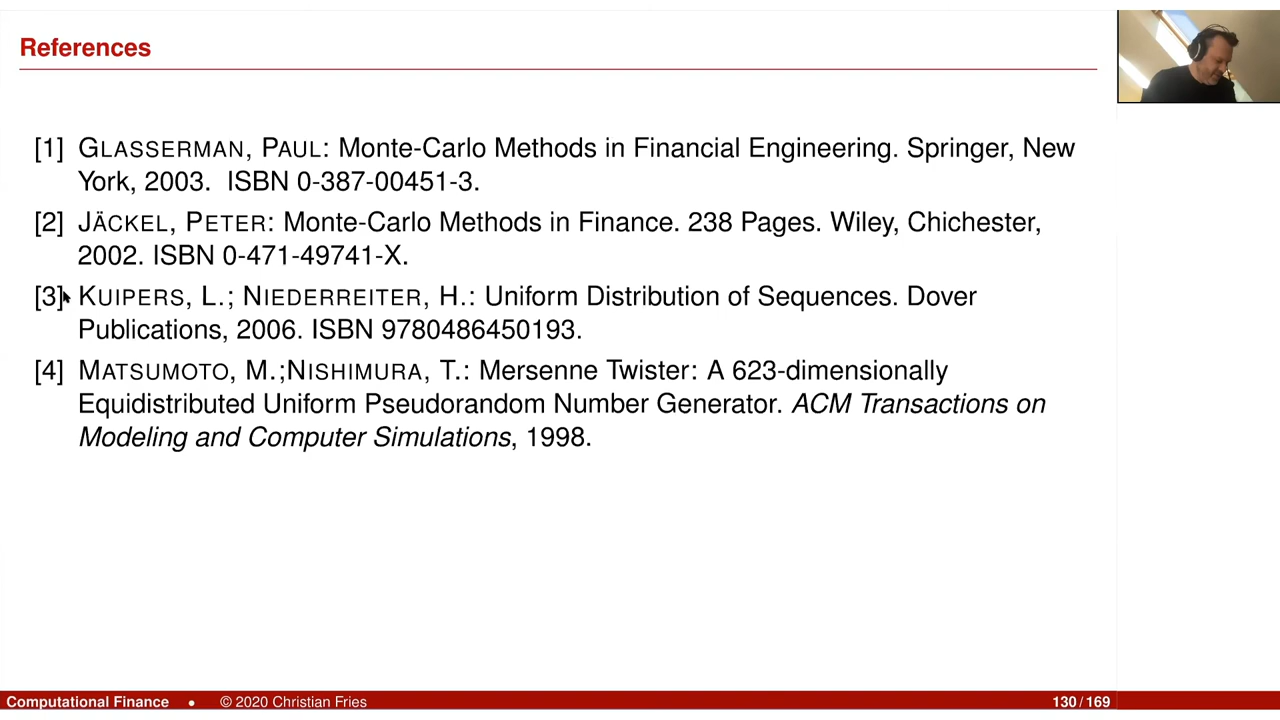 References
[1] GLASSERMAN, PAUL: Monte-Carlo Methods in Financial Engineering. Springer, New
York, 2003. ISBN 0-387-00451-3.
[2] JÄCKEL, PETER: Monte-Carlo Methods in Finance. 238 Pages. Wiley, Chichester,
2002. ISBN 0-471-49741-X.
[3] KUIPERS, L.; NIEDERREITER, H.: Uniform Distribution of Sequences. Dover
Publications, 2006. ISBN 9780486450193.
[4] MATSUMOTO, M.;NISHIMURA, T.: Mersenne Twister: A 623-dimensionally
Equidistributed Uniform Pseudorandom Number Generator. ACM Transactions on
Modeling and Computer Simulations, 1998.
Computational Finance • © 2020 Christian Fries 130 / 169